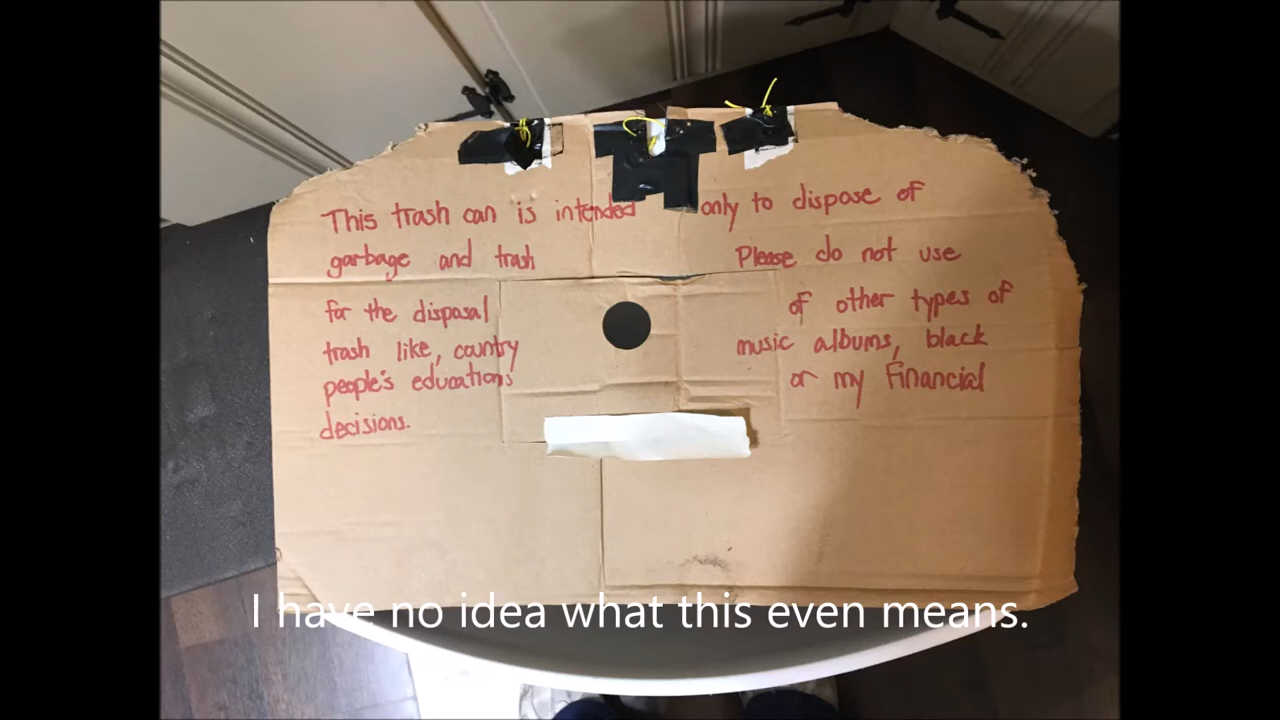 This trash can is intended only to dispose of
garbage and trash Please do not use
for the disposal of other types of
trash like, country music albums, black
people's educations or my Financial
decisions.
I have no idea what this even means.